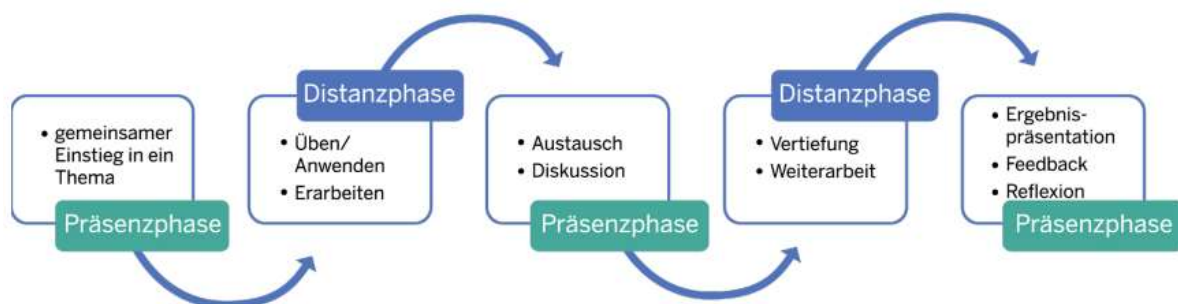 • gemeinsamer
Einstieg in ein
Thema
Präsenzphase
Distanzphase
• Üben/
Anwenden
• Erarbeiten
• Austausch
• Diskussion
Präsenzphase
Distanzphase
• Vertiefung
• Weiterarbeit
• Ergebnis-
präsentation
• Feedback
• Reflexion
Präsenzphase